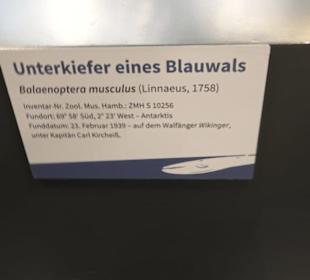 Unterkiefer eines Blauwals
Balaenoptera musculus (Linnaeus, 1758)
Inventar-Nr. Zool. Mus. Hamb.: ZMH S 10256
Fundort: 69° 58' Süd, 2° 23' West – Antarktis
Funddatum: 23. Februar 1939 – auf dem Walfänger Wikinger,
unter Kapitän Carl Kircheiß.